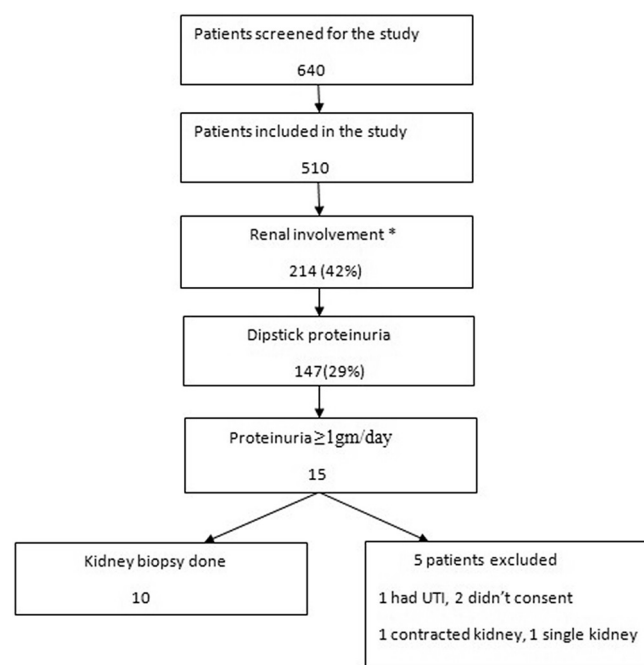 Patients screened for the study
640
Patients included in the study
510
Renal involvement *
214 (42%)
Dipstick proteinuria
147(29%)
Proteinuria ≥1gm/day
15
Kidney biopsy done
10
5 patients excluded
1 had UTI, 2 didn't consent
1 contracted kidney, 1 single kidney